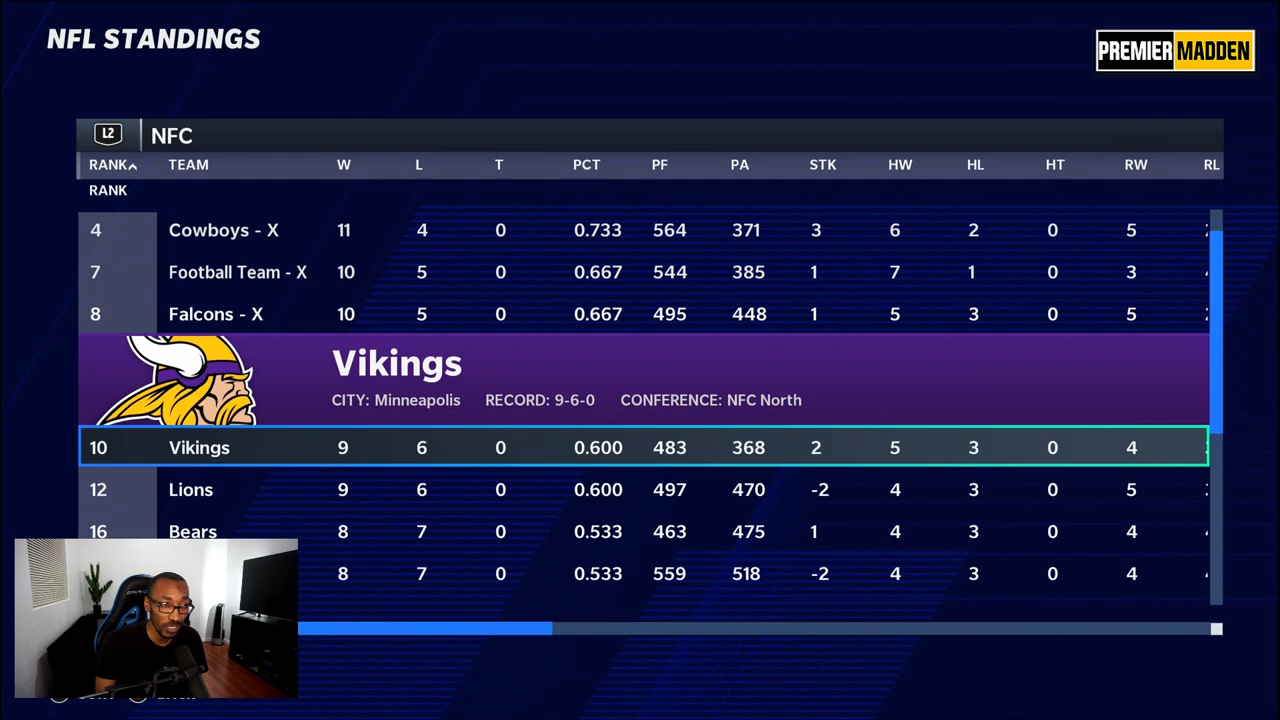 NFL STANDINGS
PREMIER MADDEN
L2 NFC
RANK TEAM W L T PCT PF PA STK HW HL HT RW RL
RANK
4 Cowboys - X 11 4 0 0.733 564 371 3 6 2 0 5
7 Football Team - X 10 5 0 0.667 544 385 1 7 1 0 3
8 Falcons - X 10 5 0 0.667 495 448 1 5 3 0 5
Vikings
CITY: Minneapolis RECORD: 9-6-0 CONFERENCE: NFC North
10 Vikings 9 6 0 0.600 483 368 2 5 3 0 4
12 Lions 9 6 0 0.600 497 470 -2 4 3 0 5
16 Bears 8 7 0 0.533 463 475 1 4 3 0 4
8 7 0 0.533 559 518 -2 4 3 0 4